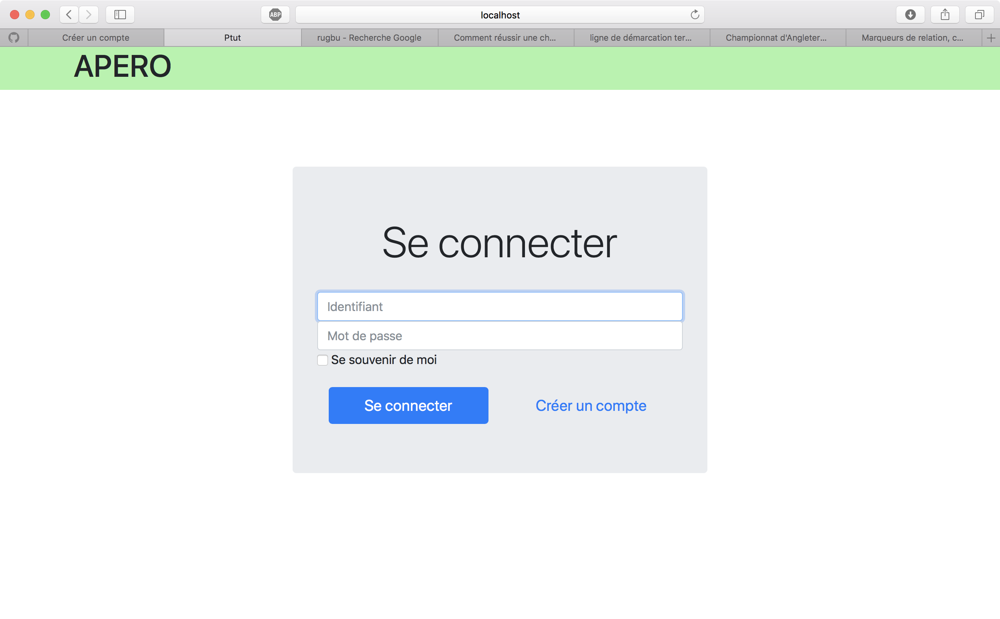 ABP
localhost
Créer un compte
Ptut
rugbu - Recherche Google
Comment réussir une ch...
ligne de démarcation ter...
Championnat d'Angleter...
Marqueurs de relation, c...
APERO
Se connecter
Identifiant
Mot de passe
Se souvenir de moi
Se connecter
Créer un compte